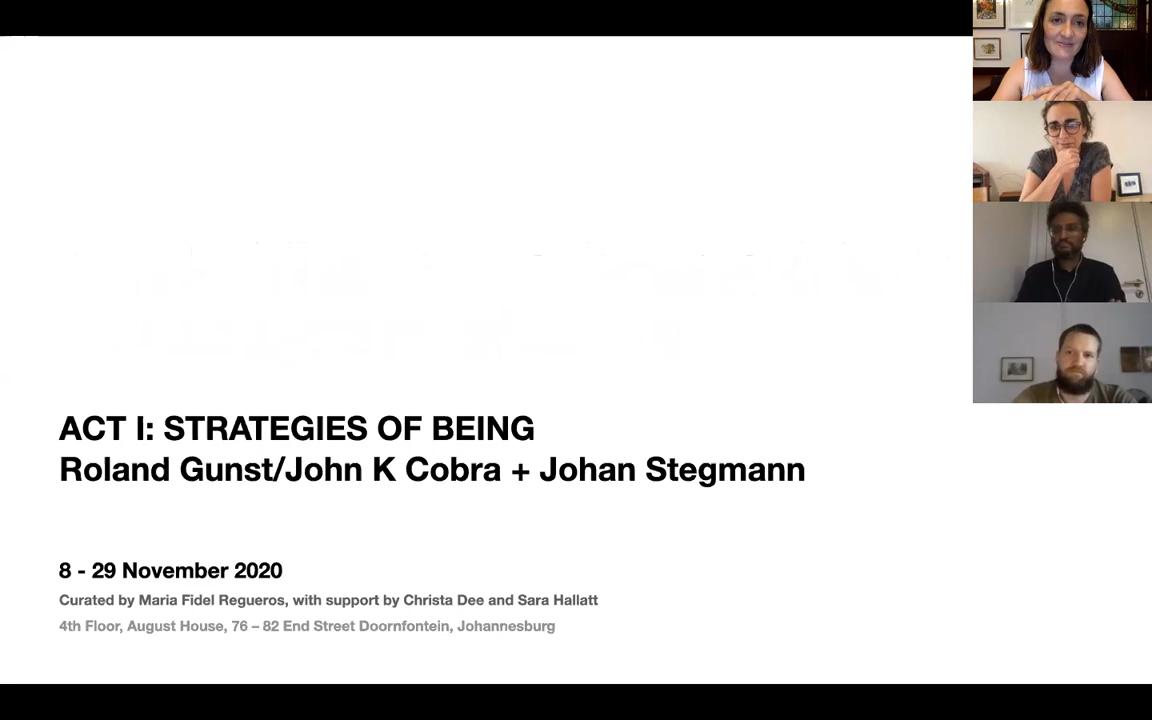 ACT I: STRATEGIES OF BEING
Roland Gunst/John K Cobra + Johan Stegmann
8 - 29 November 2020
Curated by Maria Fidel Regueros, with support by Christa Dee and Sara Hallatt
4th Floor, August House, 76 – 82 End Street Doornfontein, Johannesburg